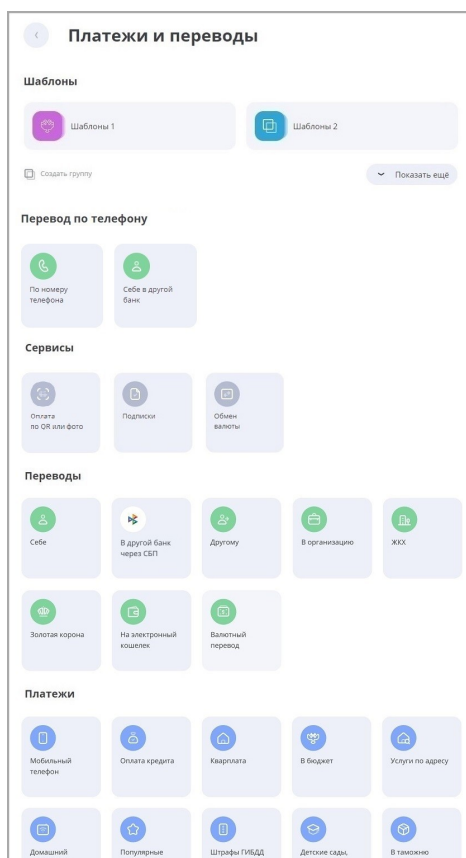 Платежи и переводы
Шаблоны
Шаблоны 1
Шаблоны 2
Создать группу
Показать ещё
Перевод по телефону
По номеру
телефона
Себе в другой
банк
Сервисы
Оплата
по QR или фото
Подписки
Обмен
валюты
Переводы
Себе
В другой банк
через СБП
Другому
В организацию
ЖКХ
Золотая корона
На электронный
кошелек
Валютный
перевод
Платежи
Мобильный
телефон
Оплата кредита
Квартплата
В бюджет
Услуги по адресу
Домашний
Популярные
Штрафы ГИБДД
Детские сады,
В таможню